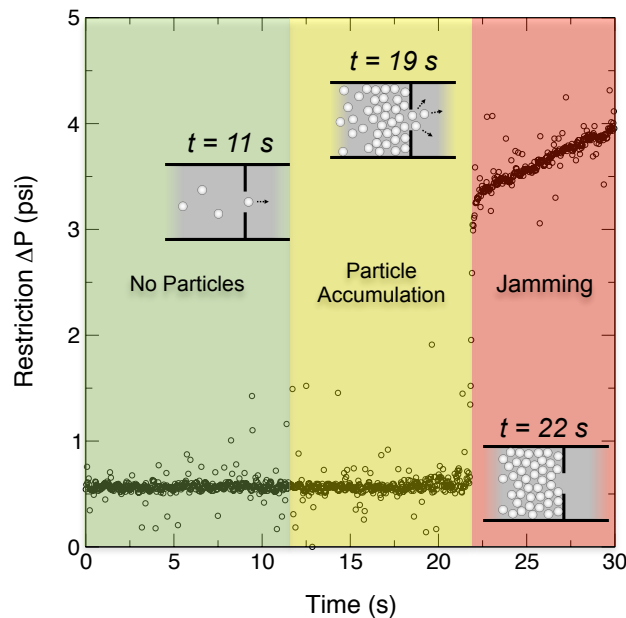 5
4
3
2
1
0
Restriction ΔP (psi)
t = 11 s
t = 19 s
No Particles
Particle
Accumulation
Jamming
t = 22 s
0
5
10
15
20
25
30
Time (s)